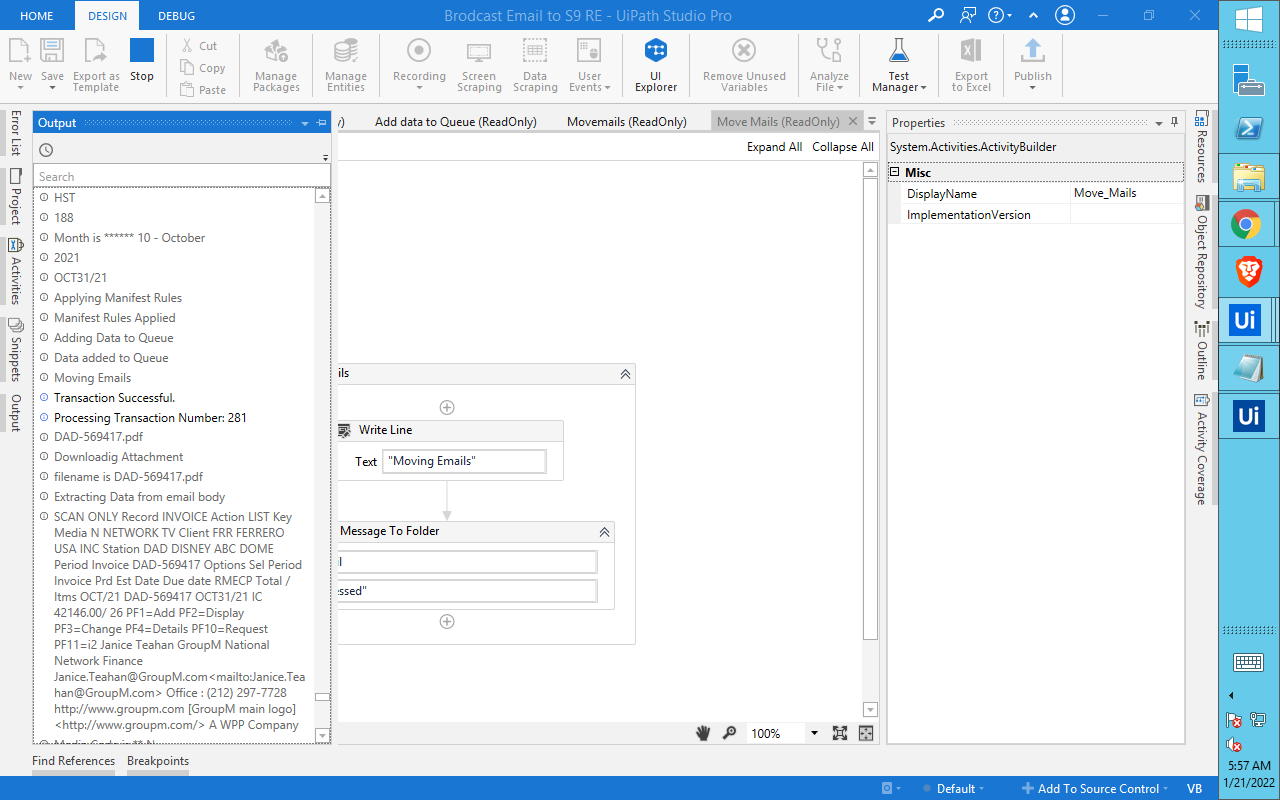 HOME
DESIGN
DEBUG
Brodcast Email to S9 RE - UiPath Studio Pro
New
Save
Export as
Template
Stop
Cut
Copy
Paste
Manage
Packages
Manage
Entities
Recording
Screen
Scraping
Data
Scraping
User
Events
UI
Explorer
Remove Unused
Variables
Analyze
File
Test
Manager
Export
to Excel
Publish
Error List
Project
Activities
Snippets
Output
Output
Search
HST
188
Month is ****** 10 - October
2021
OCT31/21
Applying Manifest Rules
Manifest Rules Applied
Adding Data to Queue
Data added to Queue
Moving Emails
Transaction Successful.
Processing Transaction Number: 281
DAD-569417.pdf
Downloadig Attachment
filename is DAD-569417.pdf
Extracting Data from email body
SCAN ONLY Record INVOICE Action LIST Key
Media N NETWORK TV Client FRR FERRERO
USA INC Station DAD DISNEY ABC DOME
Period Invoice DAD-569417 Options Sel Period
Invoice Prd Est Date Due date RMECP Total /
Itms OCT/21 DAD-569417 OCT31/21 IC
42146.00/ 26 PF1=Add PF2=Display
PF3=Change PF4=Details PF10=Request
PF11=i2 Janice Teahan GroupM National
Network Finance
Janice.Teahan@GroupM.com<mailto:Janice.Tea
han@GroupM.com> Office : (212) 297-7728
http://www.groupm.com [GroupM main logo]
<http://www.groupm.com/> A WPP Company
Find References
Breakpoints
y)
Add data to Queue (ReadOnly)
Movemails (ReadOnly)
Move Mails (ReadOnly)
Expand All
Collapse All
ils
Write Line
Text
"Moving Emails"
Message To Folder
il
essed"
100%
Properties
System.Activities.ActivityBuilder
Misc
DisplayName
Move_Mails
ImplementationVersion
Resources
Object Repository
Outline
Activity Coverage
Default
Add To Source Control
VB
Ui
Ui
5:57 AM
1/21/2022